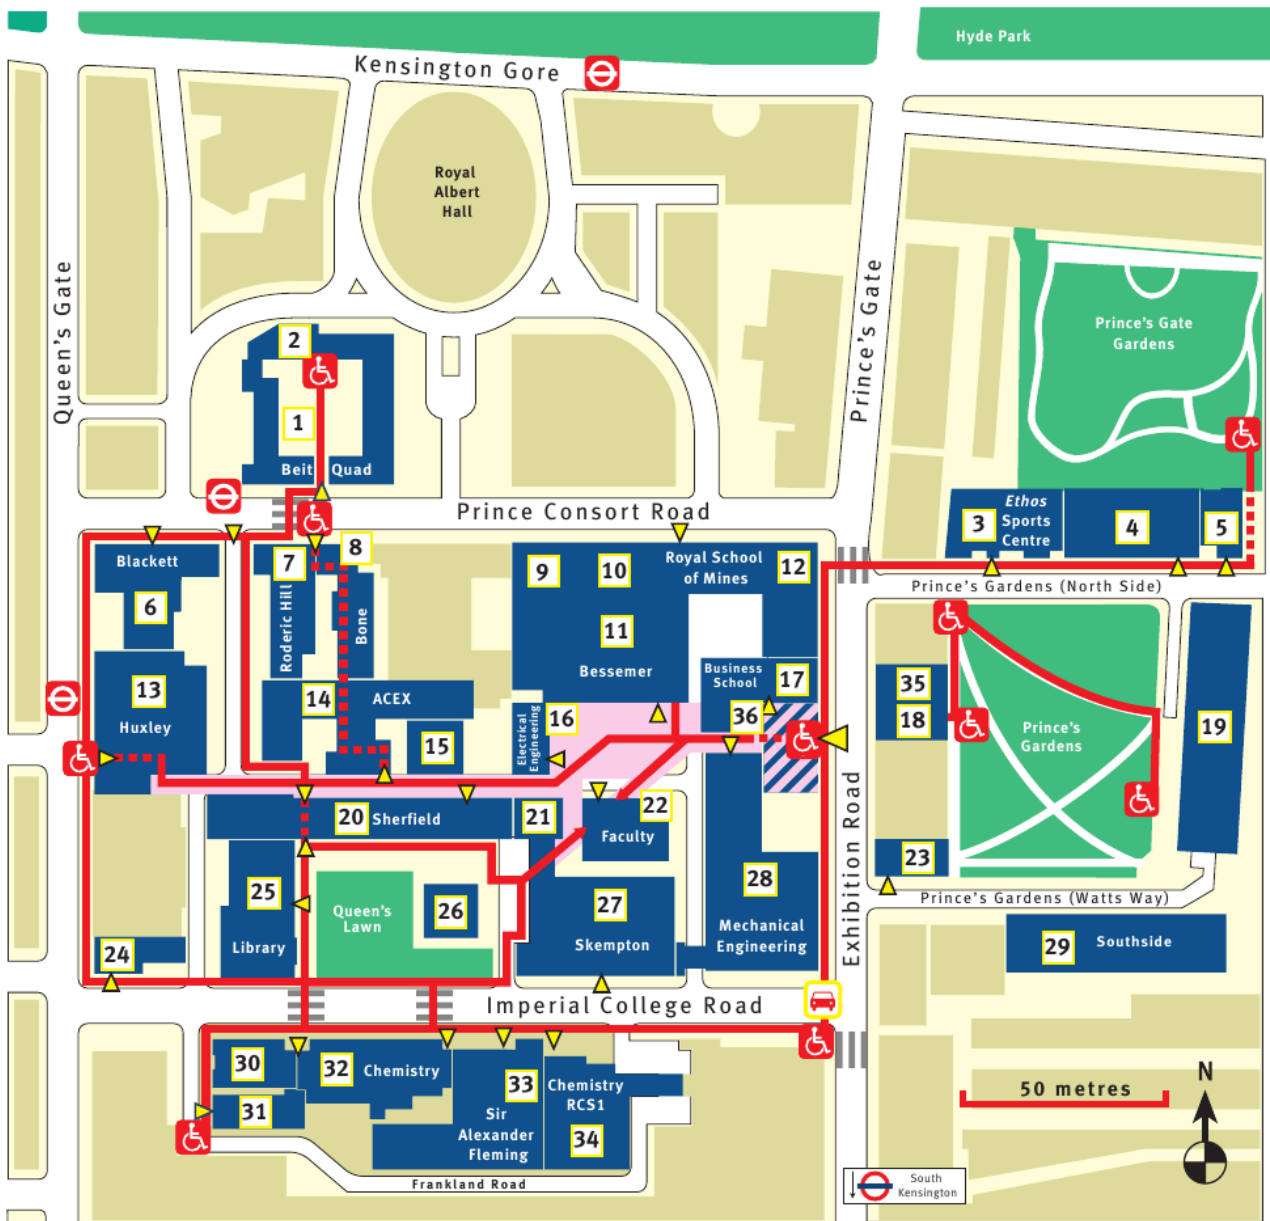 Hyde Park
Kensington Gore
Royal
Albert
Hall
Queen's Gate
Prince's Gate
Prince's Gate
Gardens
2
1
Beit Quad
Prince Consort Road
3
Ethos
Sports
Centre
4
5
Prince's Gardens (North Side)
Blackett
6
7
8
Roderic Hill
Bone
9
10
Royal School
of Mines
12
11
Bessemer
Business
School
17
13
Huxley
14
ACEX
15
16
Electrical
Engineering
36
35
18
Prince's
Gardens
19
20
Sherfield
21
22
Faculty
Exhibition Road
23
Prince's Gardens (Watts Way)
25
Library
Queen's
Lawn
26
27
Skempton
28
Mechanical
Engineering
24
29
Southside
Imperial College Road
30
31
32
Chemistry
33
Sir
Alexander
Fleming
Chemistry
RCS1
34
Frankland Road
50 metres
N
South
Kensington